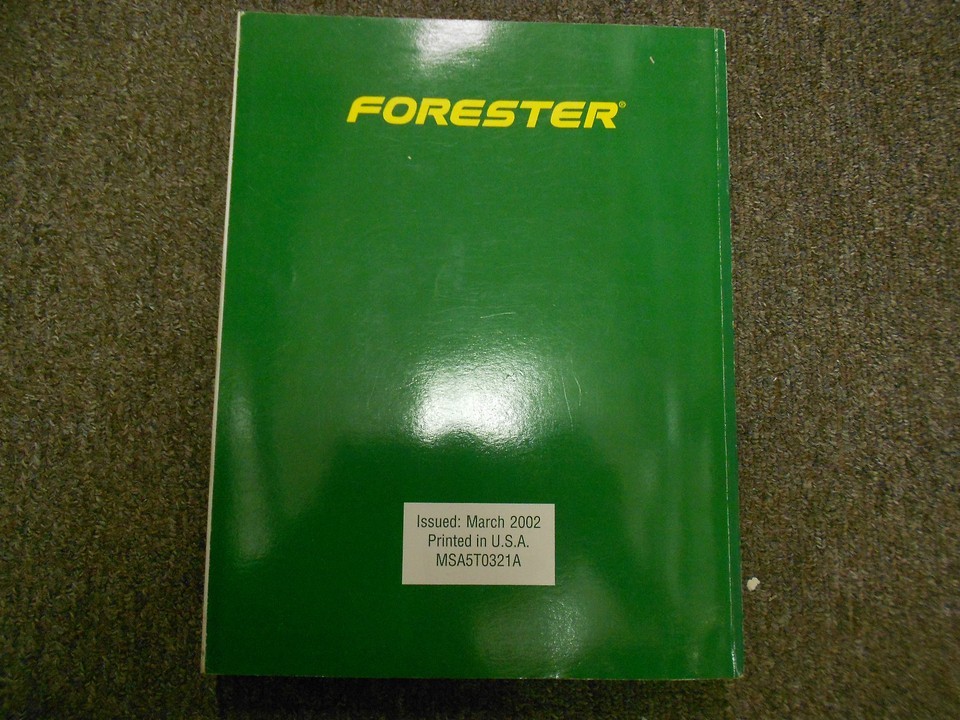 FORESTER®
Issued: March 2002
Printed in U.S.A.
MSA5T0321A